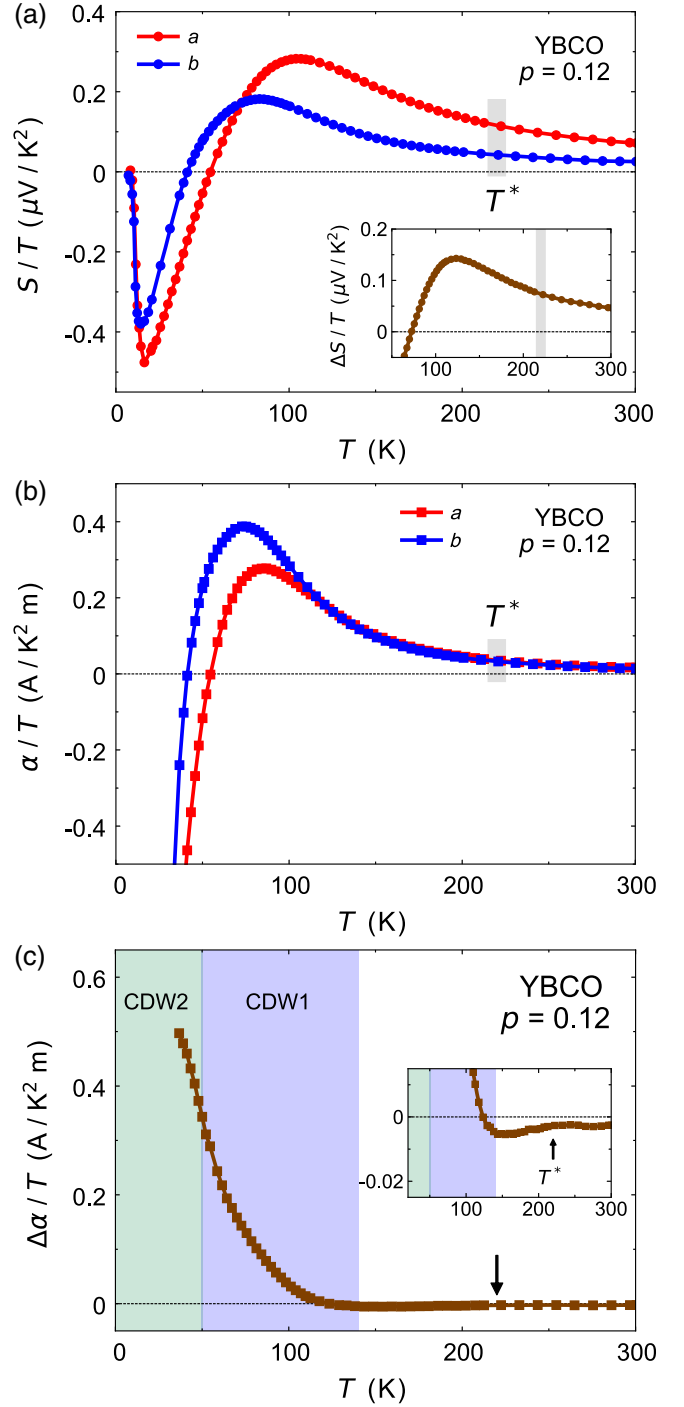 (a)
a
b
YBCO
p = 0.12
0.4
0.2
0
-0.2
-0.4
S / T (μV / K²)
T*
0.2
0.1
0
ΔS / T (μV / K²)
100
200
300
0
100
200
300
T (K)
(b)
a
b
YBCO
p = 0.12
0.4
0.2
0
-0.2
-0.4
α / T (A / K² m)
T*
0
100
200
300
T (K)
(c)
CDW2
CDW1
YBCO
p = 0.12
0.6
0.4
0.2
0
Δα / T (A / K² m)
0
-0.02
T*
100
200
300
0
100
200
300
T (K)